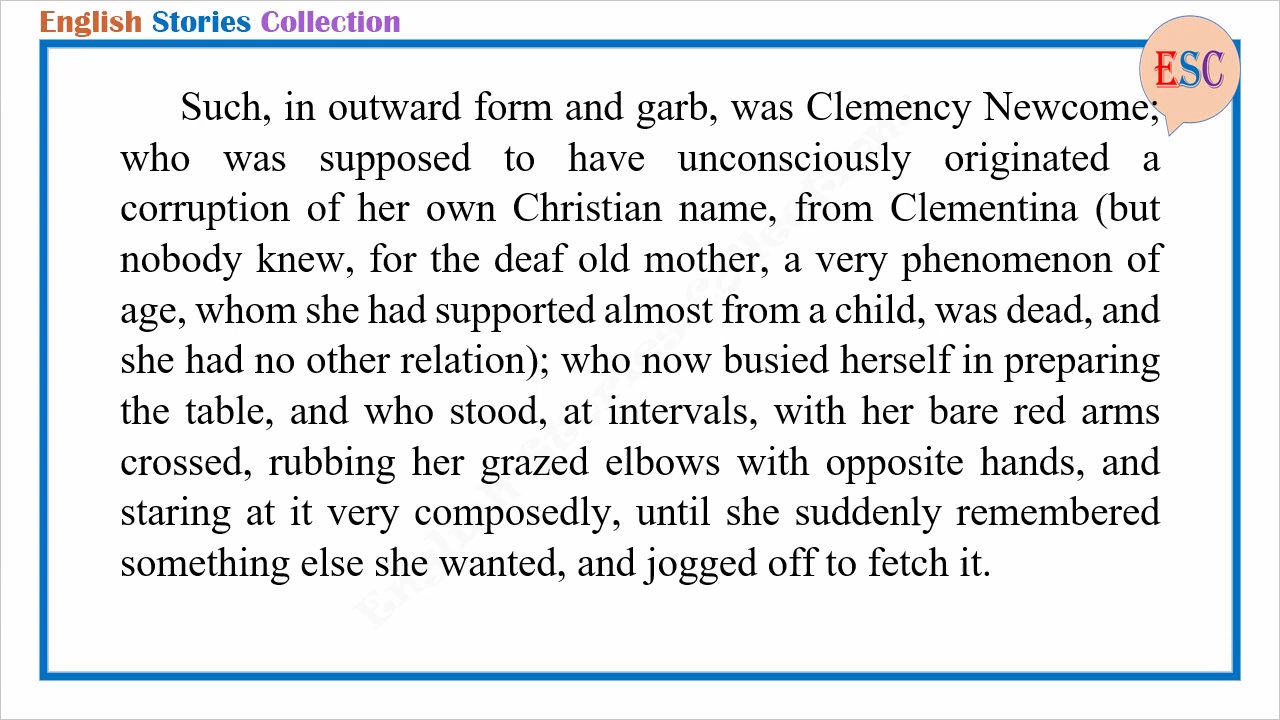 English Stories Collection
ESC
Such, in outward form and garb, was Clemency Newcome;
who was supposed to have unconsciously originated a
corruption of her own Christian name, from Clementina (but
nobody knew, for the deaf old mother, a very phenomenon of
age, whom she had supported almost from a child, was dead, and
she had no other relation); who now busied herself in preparing
the table, and who stood, at intervals, with her bare red arms
crossed, rubbing her grazed elbows with opposite hands, and
staring at it very composedly, until she suddenly remembered
something else she wanted, and jogged off to fetch it.